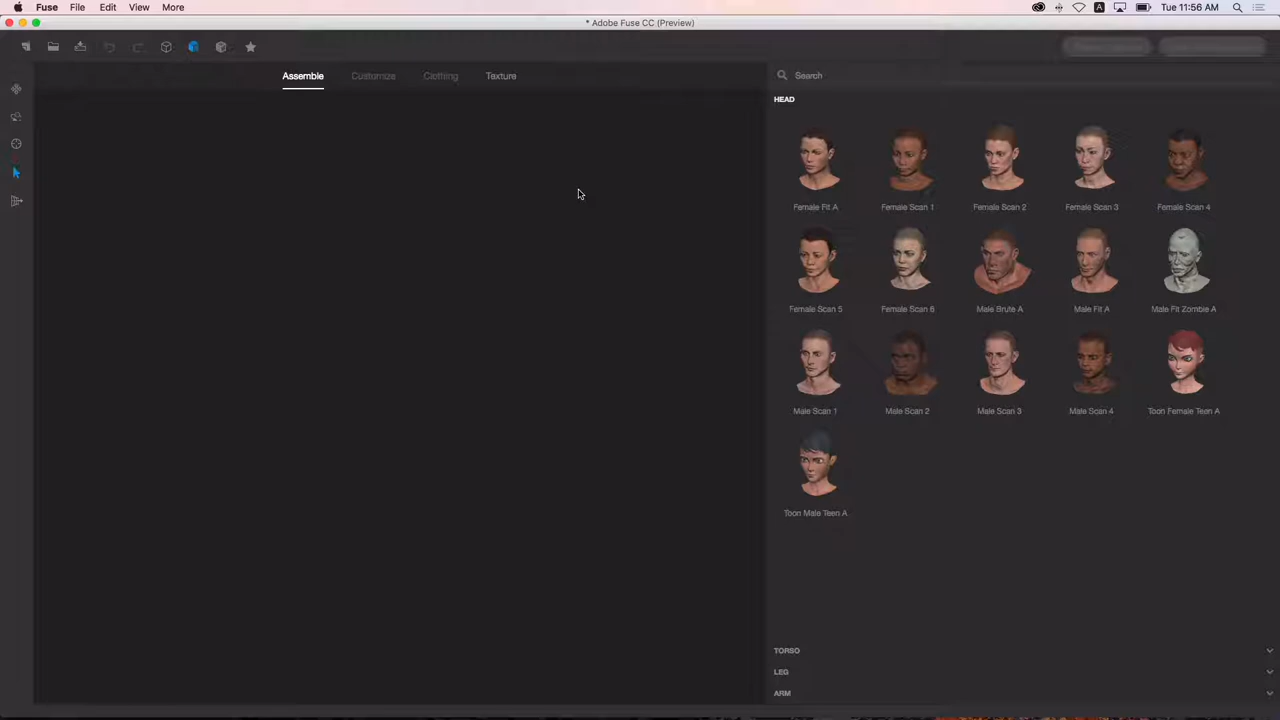 Fuse File Edit View More
A Tue 11:56 AM
* Adobe Fuse CC (Preview)
Assemble Customize Clothing Texture
Search
HEAD
Female Fit A Female Scan 1 Female Scan 2 Female Scan 3 Female Scan 4
Female Scan 5 Female Scan 6 Male Brute A Male Fit A Male Fit Zombie A
Male Scan 1 Male Scan 2 Male Scan 3 Male Scan 4 Toon Female Teen A
Toon Male Teen A
TORSO
LEG
ARM